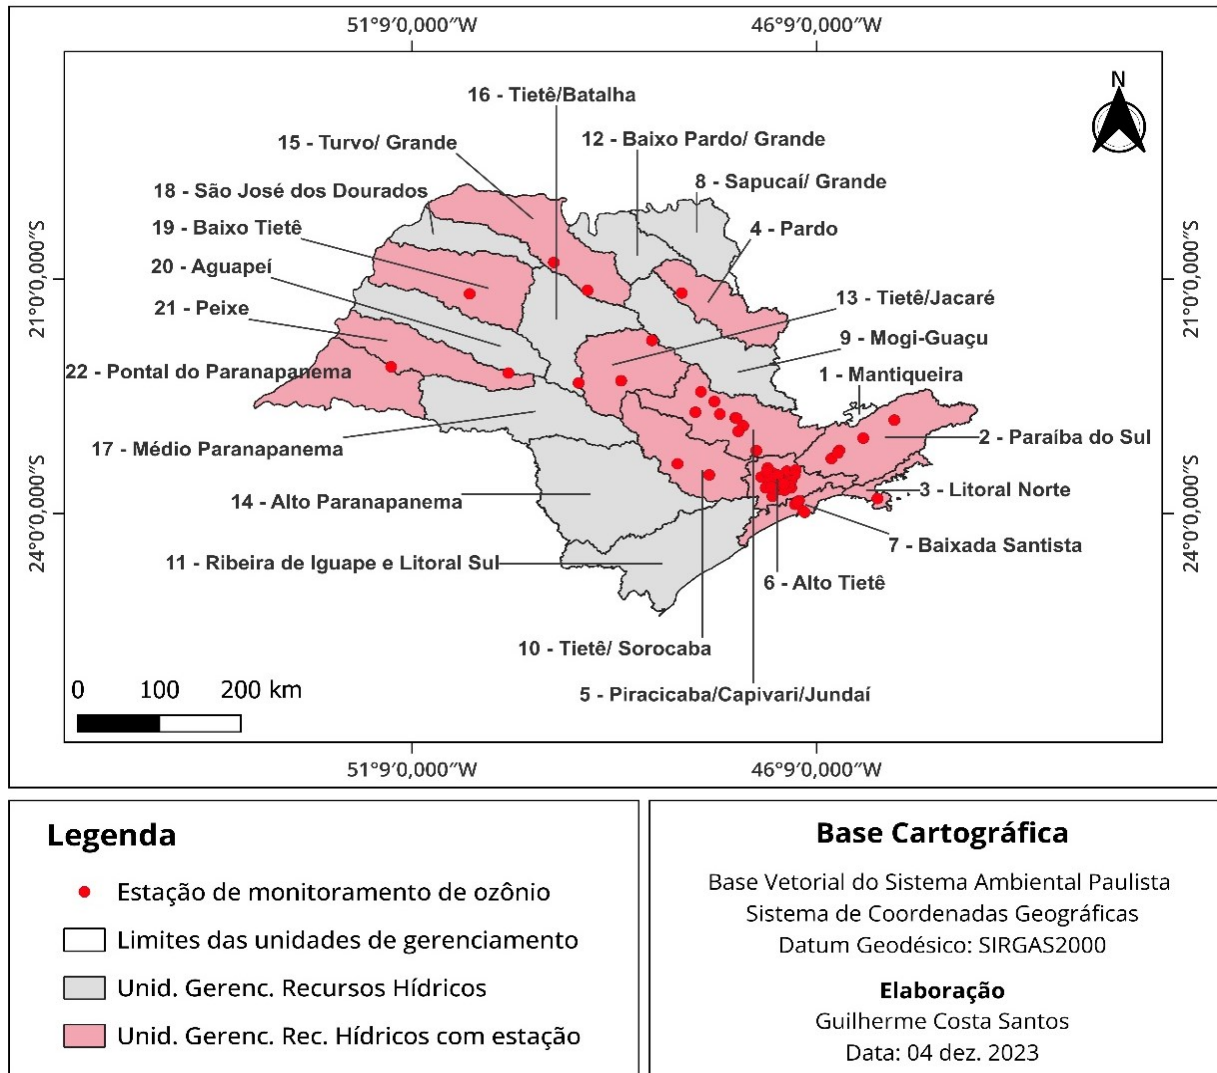 51°9′0,000″W
46°9′0,000″W
N
16 - Tietê/Batalha
15 - Turvo/ Grande
12 - Baixo Pardo/ Grande
18 - São José dos Dourados
8 - Sapucaí/ Grande
19 - Baixo Tietê
4 - Pardo
20 - Aguapeí
21°0′0,000″S
21°0′0,000″S
13 - Tietê/Jacaré
21 - Peixe
9 - Mogi-Guaçu
22 - Pontal do Paranapanema
1 - Mantiqueira
17 - Médio Paranapanema
2 - Paraíba do Sul
14 - Alto Paranapanema
3 - Litoral Norte
24°0′0,000″S
24°0′0,000″S
7 - Baixada Santista
11 - Ribeira de Iguape e Litoral Sul
6 - Alto Tietê
10 - Tietê/ Sorocaba
5 - Piracicaba/Capivari/Jundaí
0 100 200 km
51°9′0,000″W
46°9′0,000″W
Legenda
Estação de monitoramento de ozônio
Limites das unidades de gerenciamento
Unid. Gerenc. Recursos Hídricos
Unid. Gerenc. Rec. Hídricos com estação
Base Cartográfica
Base Vetorial do Sistema Ambiental Paulista
Sistema de Coordenadas Geográficas
Datum Geodésico: SIRGAS2000
Elaboração
Guilherme Costa Santos
Data: 04 dez. 2023